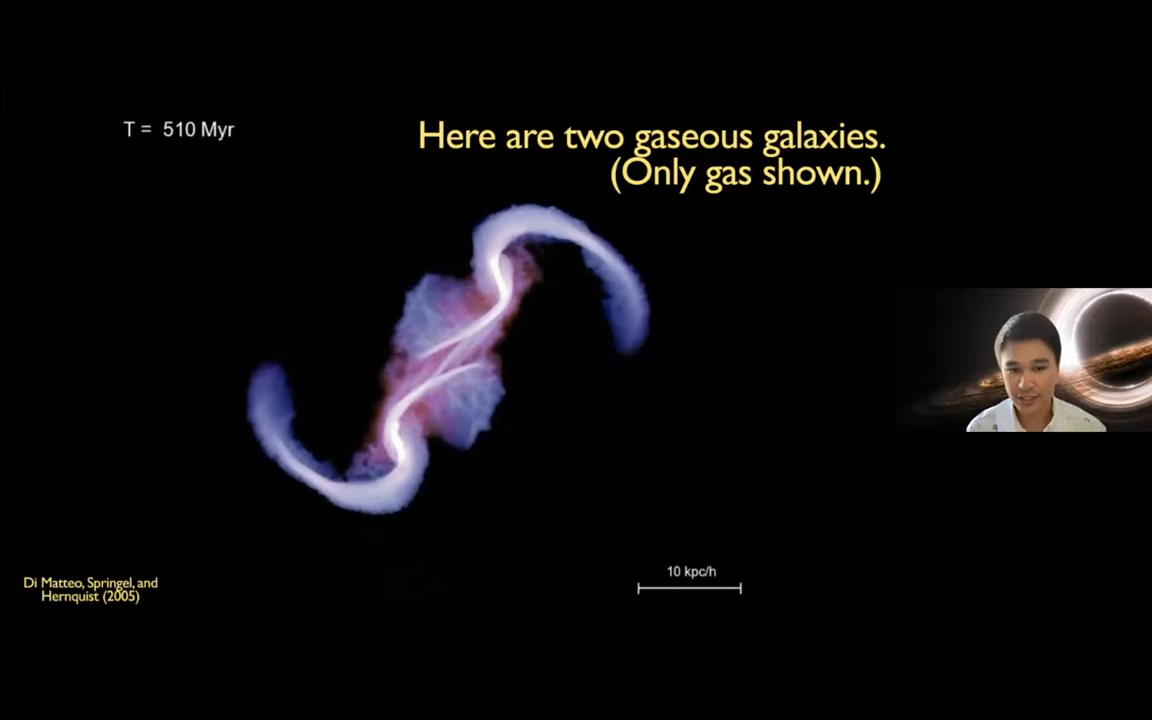 T = 510 Myr
Here are two gaseous galaxies.
(Only gas shown.)
10 kpc/h
Di Matteo, Springel, and
Hernquist (2005)